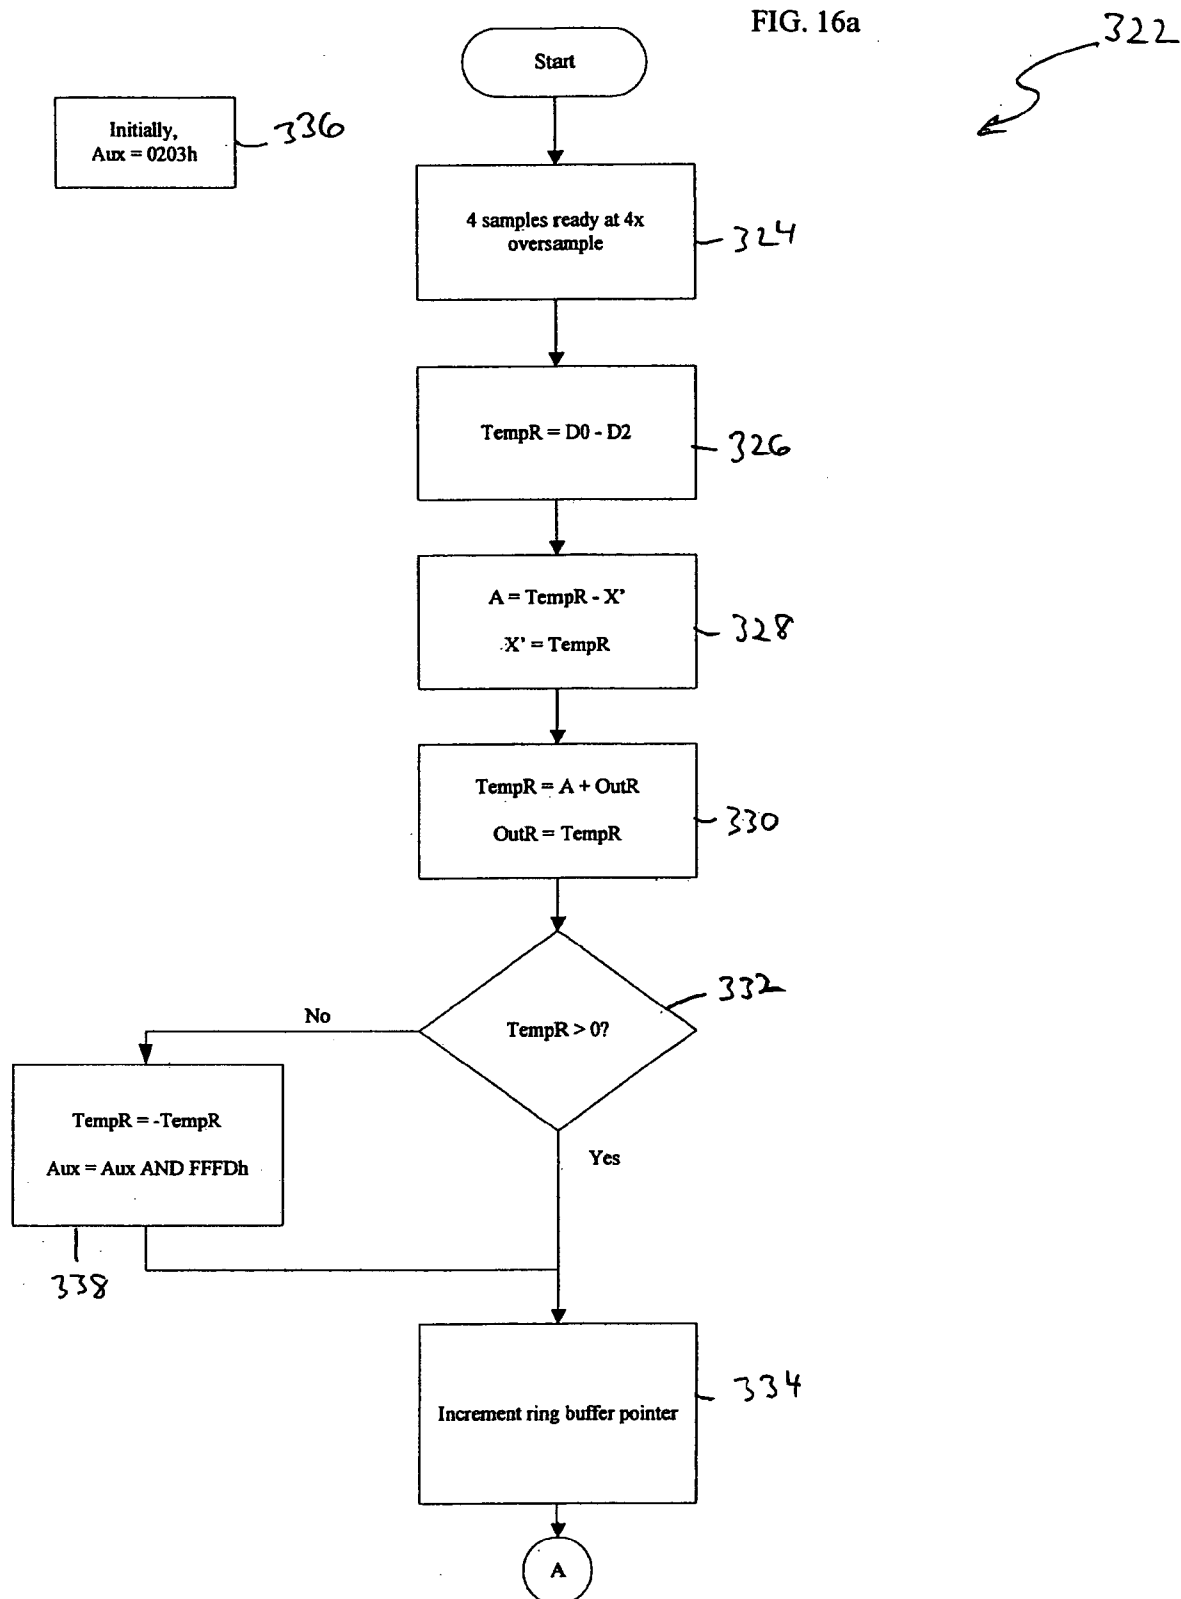 FIG. 16a
322
Start
Initially,
Aux = 0203h
336
4 samples ready at 4x
oversample
324
TempR = D0 - D2
326
A = TempR - X'
X' = TempR
328
TempR = A + OutR
OutR = TempR
330
TempR > 0?
332
No
Yes
TempR = -TempR
Aux = Aux AND FFFDh
338
Increment ring buffer pointer
334
A